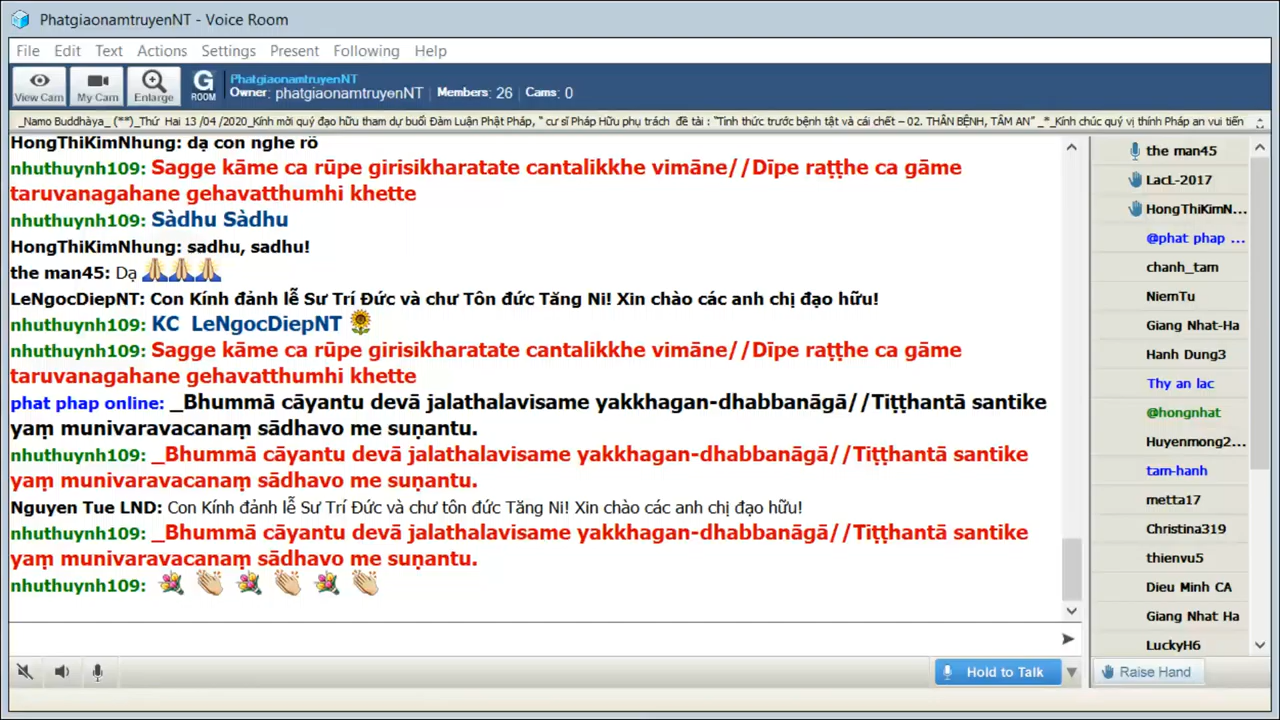 PhatgiaonamtruyenNT - Voice Room
File Edit Text Actions Settings Present Following Help
View Cam My Cam Enlarge G ROOM
PhatgiaonamtruyenNT
Owner: phatgiaonamtruyenNT Members: 26 Cams: 0
_Namo Buddhàya_ (**)_Thứ Hai 13 /04 /2020_Kính mời quý đạo hữu tham dự buổi Đàm Luận Phật Pháp, “ cư sĩ Pháp Hữu phụ trách đề tài : "Tỉnh thức trước bệnh tật và cái chết – 02. THÂN BỆNH, TÂM AN” _*_Kính chúc quý vị thính Pháp an vui tiến
HongThiKimNhung: dạ con nghe rõ
nhuthuynh109: Sagge kāme ca rūpe girisikharatate cantalikkhe vimāne//Dīpe raṭṭhe ca gāme
taruvanagahane gehavatthumhi khette
nhuthuynh109: Sàdhu Sàdhu
HongThiKimNhung: sadhu, sadhu!
the man45: Dạ 🙏🙏🙏
LeNgocDiepNT: Con Kính đảnh lễ Sư Trí Đức và chư Tôn đức Tăng Ni! Xin chào các anh chị đạo hữu!
nhuthuynh109: KC LeNgocDiepNT 🌻
nhuthuynh109: Sagge kāme ca rūpe girisikharatate cantalikkhe vimāne//Dīpe raṭṭhe ca gāme
taruvanagahane gehavatthumhi khette
phat phap online: _Bhummā cāyantu devā jalathalavisame yakkhagan-dhabbanāgā//Tiṭṭhantā santike
yaṃ munivaravacanaṃ sādhavo me suṇantu.
nhuthuynh109: _Bhummā cāyantu devā jalathalavisame yakkhagan-dhabbanāgā//Tiṭṭhantā santike
yaṃ munivaravacanaṃ sādhavo me suṇantu.
Nguyen Tue LND: Con Kính đảnh lễ Sư Trí Đức và chư tôn đức Tăng Ni! Xin chào các anh chị đạo hữu!
nhuthuynh109: _Bhummā cāyantu devā jalathalavisame yakkhagan-dhabbanāgā//Tiṭṭhantā santike
yaṃ munivaravacanaṃ sādhavo me suṇantu.
nhuthuynh109: 💐 👏 💐 👏 💐 👏
Hold to Talk
the man45
LacL-2017
HongThiKimN...
@phat phap ...
chanh_tam
NiemTu
Giang Nhat-Ha
Hanh Dung3
Thy an lac
@hongnhat
Huyenmong2...
tam-hanh
metta17
Christina319
thienvu5
Dieu Minh CA
Giang Nhat Ha
LuckyH6
Raise Hand